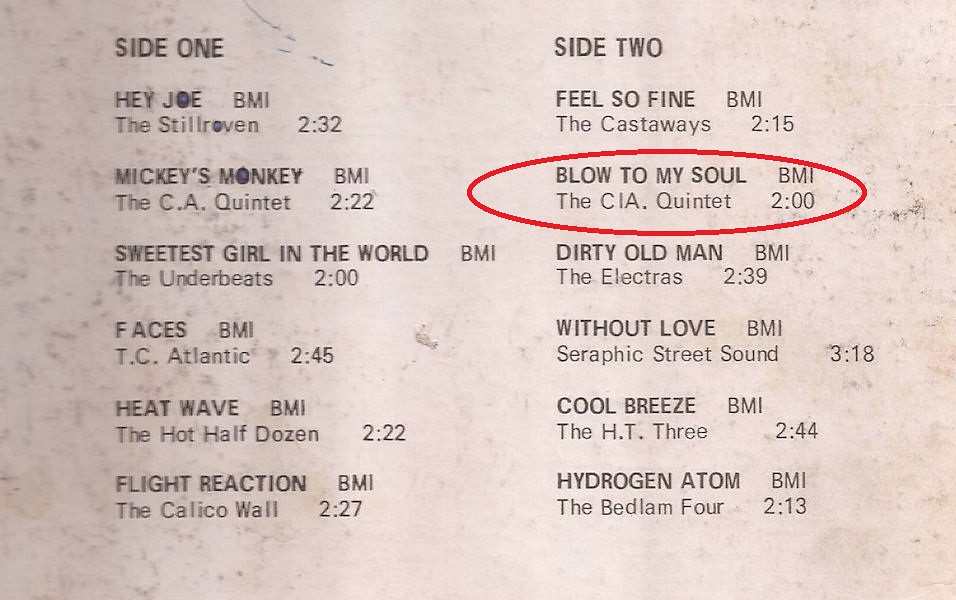 SIDE ONE
HEY JOE BMI
The Stillroven 2:32
MICKEY'S MONKEY BMI
The C.A. Quintet 2:22
SWEETEST GIRL IN THE WORLD BMI
The Underbeats 2:00
FACES BMI
T.C. Atlantic 2:45
HEAT WAVE BMI
The Hot Half Dozen 2:22
FLIGHT REACTION BMI
The Calico Wall 2:27
SIDE TWO
FEEL SO FINE BMI
The Castaways 2:15
BLOW TO MY SOUL BMI
The CIA. Quintet 2:00
DIRTY OLD MAN BMI
The Electras 2:39
WITHOUT LOVE BMI
Seraphic Street Sound 3:18
COOL BREEZE BMI
The H.T. Three 2:44
HYDROGEN ATOM BMI
The Bedlam Four 2:13